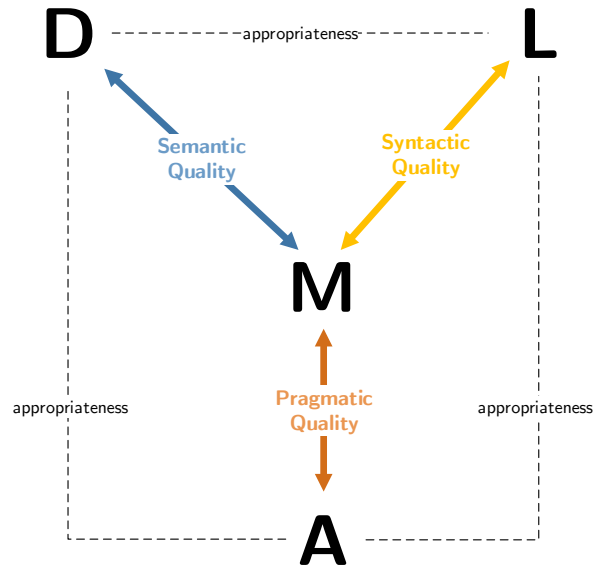 D
appropriateness
L
Semantic
Quality
Syntactic
Quality
M
Pragmatic
Quality
appropriateness
appropriateness
A